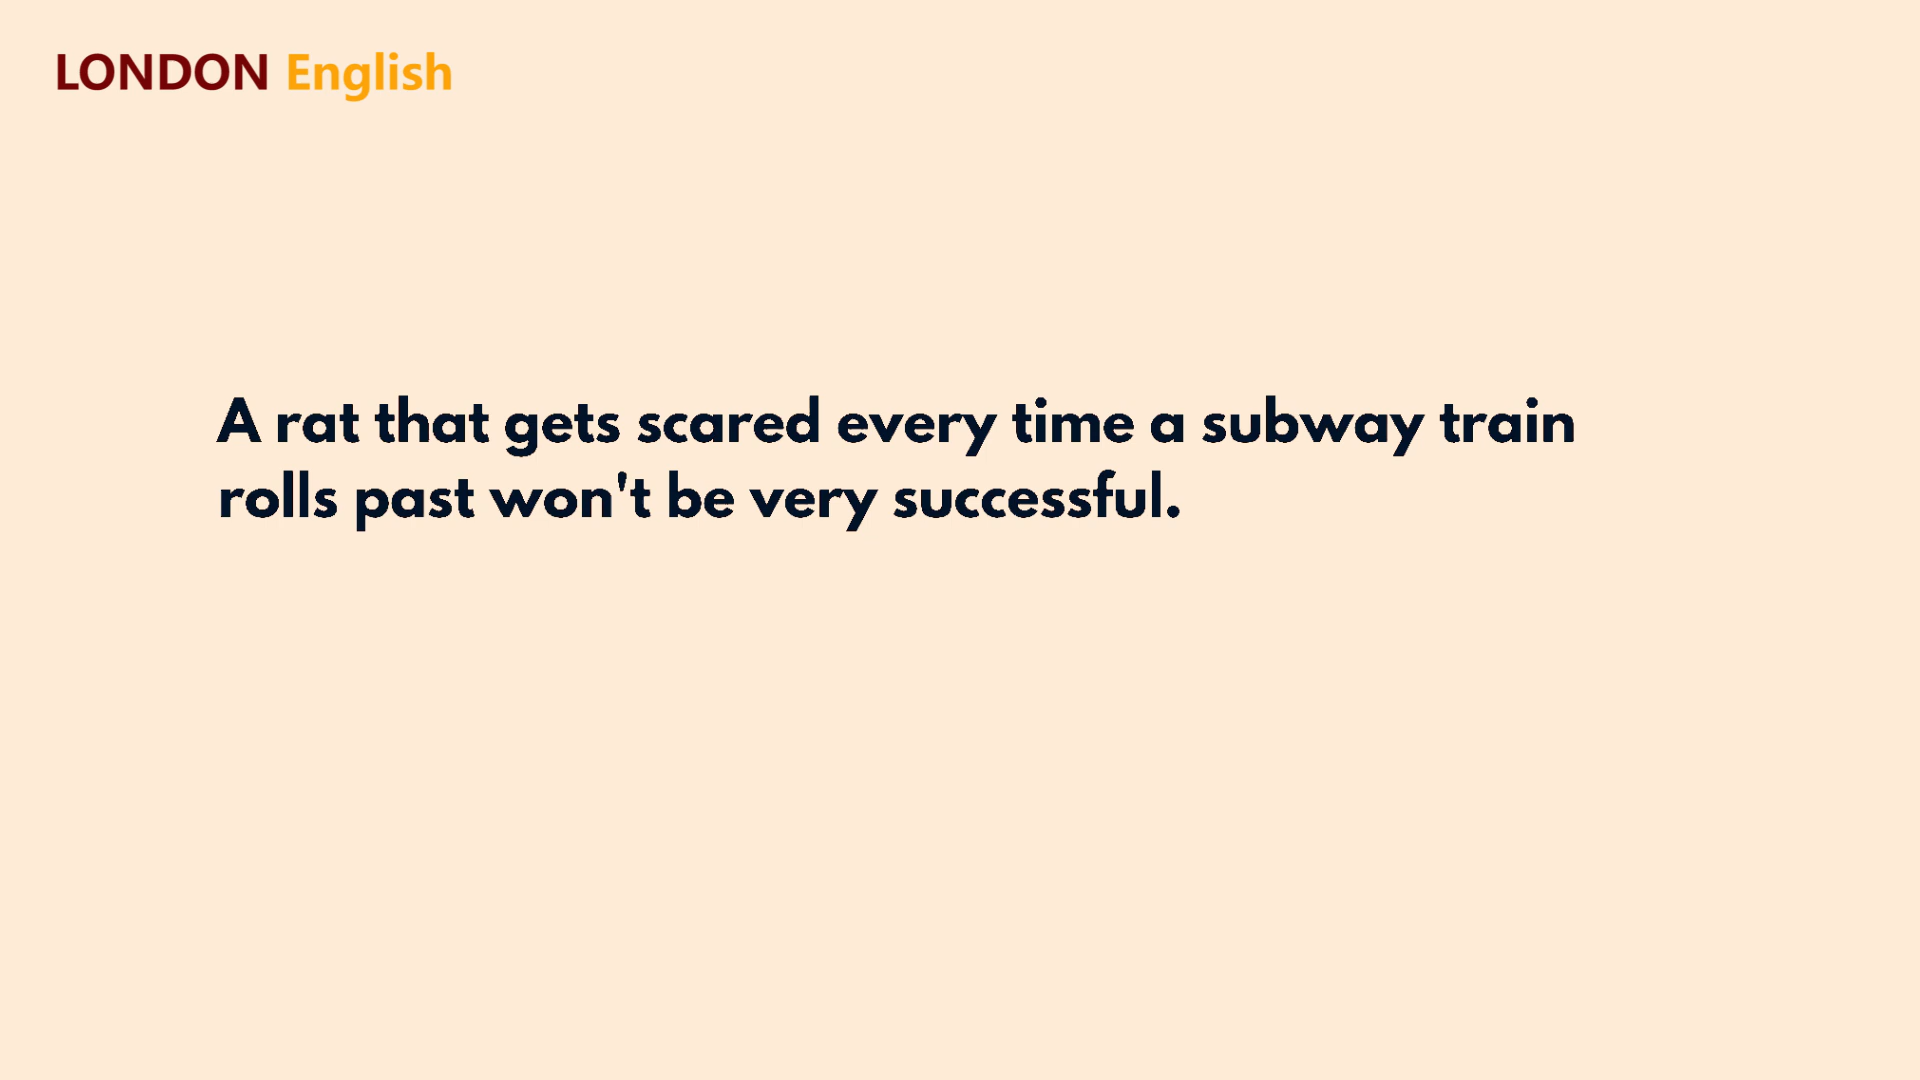 LONDON English
A rat that gets scared every time a subway train
rolls past won't be very successful.